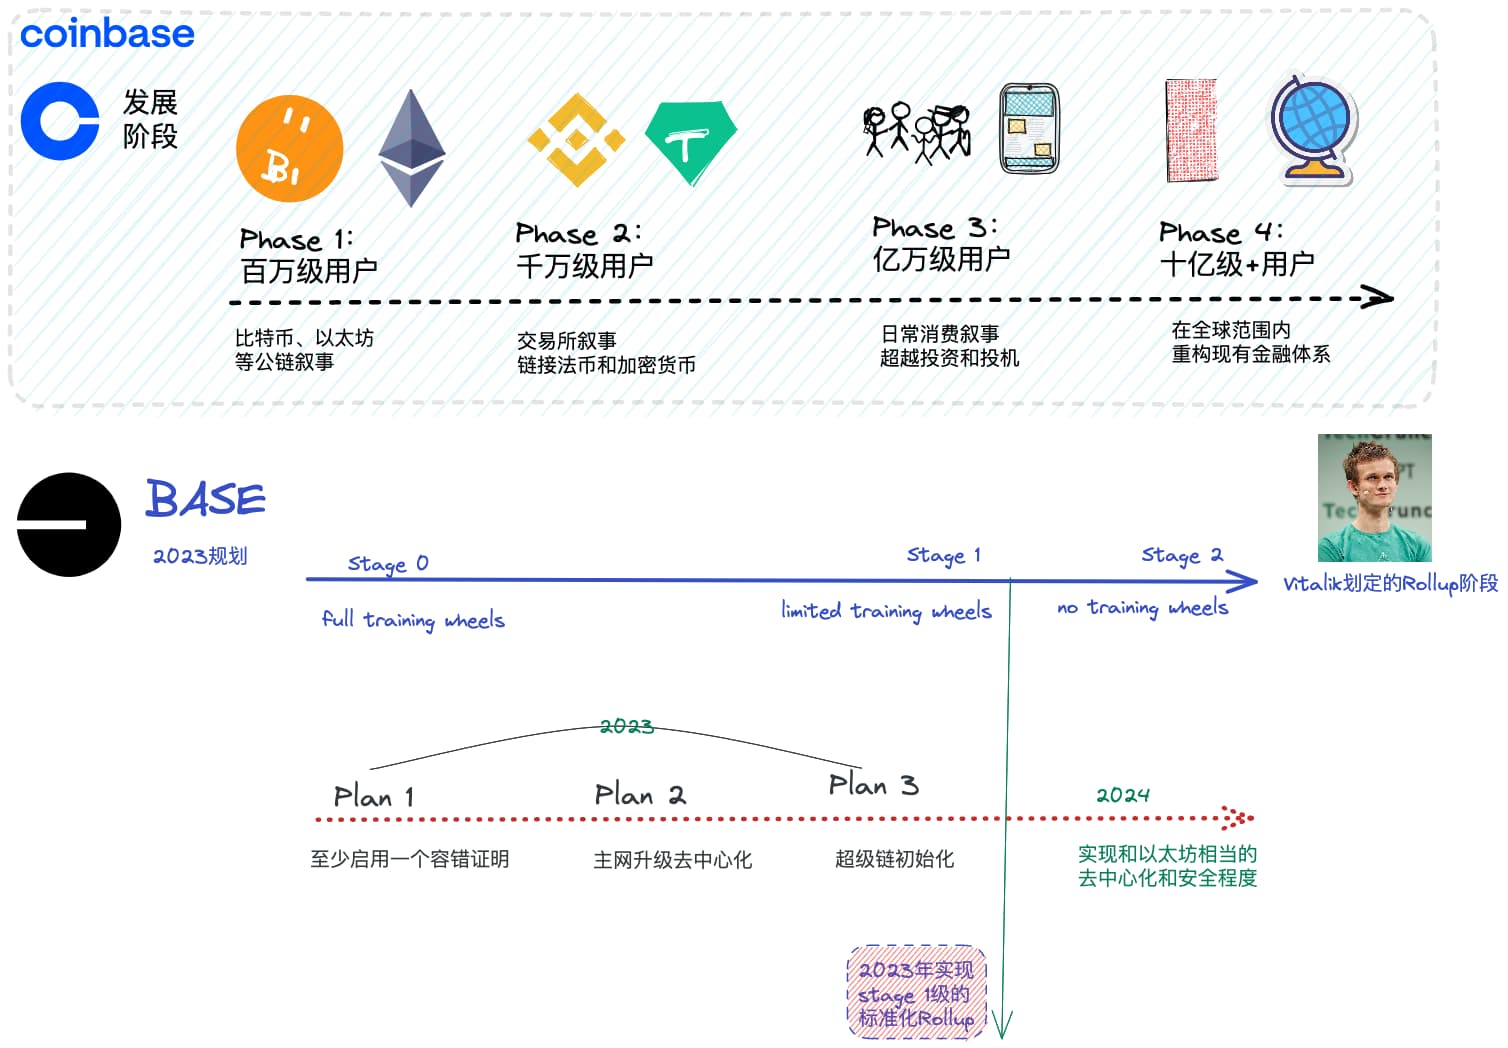 coinbase
发展
阶段
Phase 1:
百万级用户
Phase 2:
千万级用户
Phase 3:
亿万级用户
Phase 4:
十亿级+用户
比特币、以太坊
等公链叙事
交易所叙事
链接法币和加密货币
日常消费叙事
超越投资和投机
在全球范围内
重构现有金融体系
BASE
2023规划
Stage 0
Stage 1
Stage 2
full training wheels
limited training wheels
no training wheels
Vitalik划定的Rollup阶段
2023
Plan 1
Plan 2
Plan 3
2024
至少启用一个容错证明
主网升级去中心化
超级链初始化
实现和以太坊相当的
去中心化和安全程度
2023年实现
stage 1级的
标准化Rollup